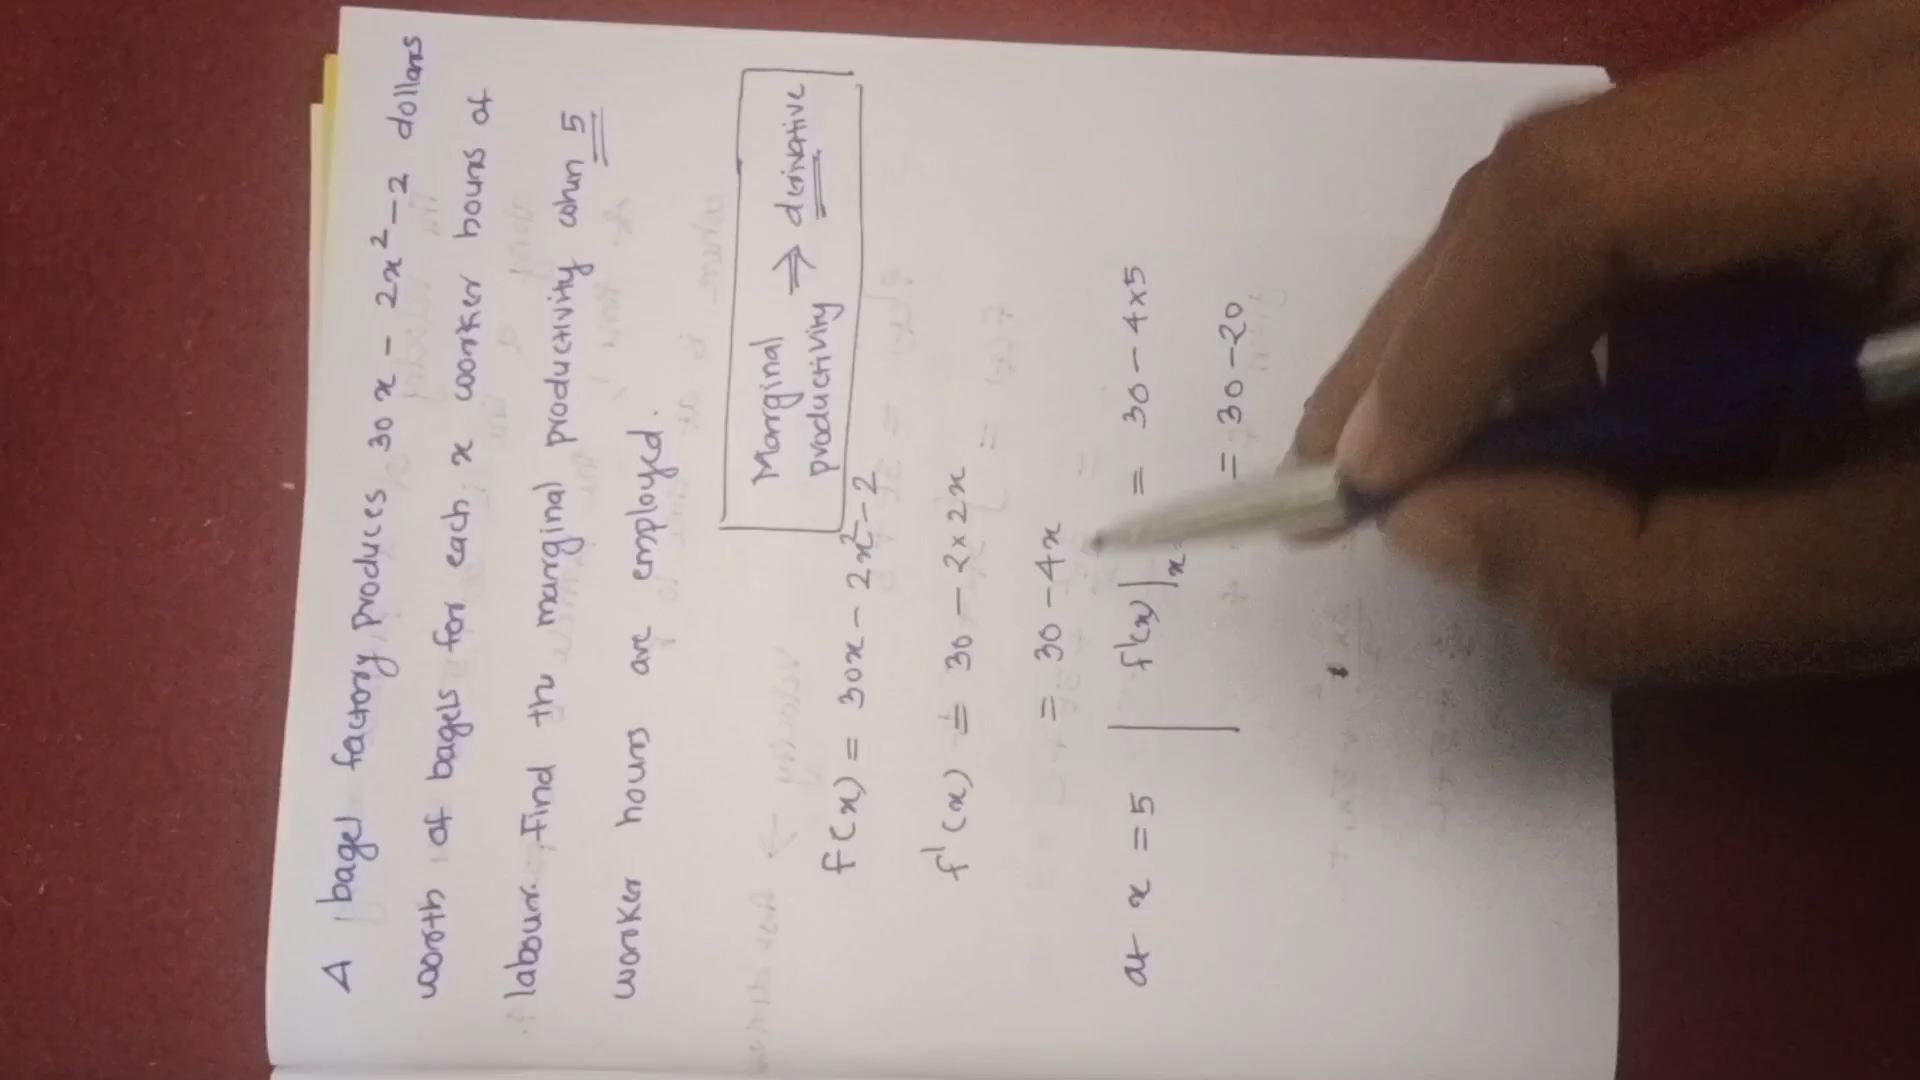 A bagel factory produces 30x - 2x² - 2 dollars
worth of bagels for each x worker hours of
labour. Find the marginal productivity when 5
worker hours are employed.
Marginal
productivity ⇒ derivative
f(x) = 30x - 2x² - 2
f'(x) = 30 - 2×2x
= 30 - 4x
at x = 5 | f'(x)|x = 30 - 4×5
= 30 - 20